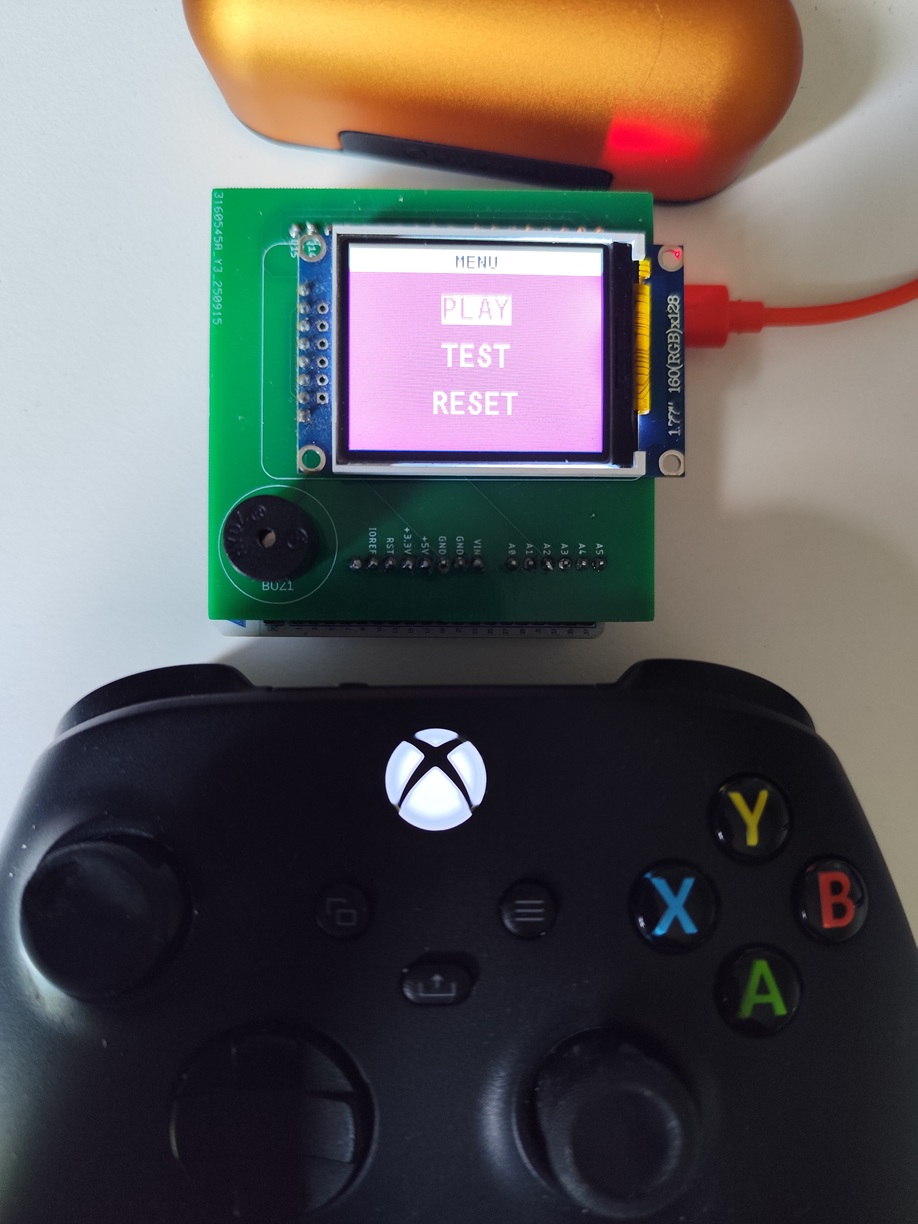 3160545A_Y3_250915
MENU
PLAY
TEST
RESET
1.77" 160(RGB)x128
IOREF
RST
+3.3V
+5V
GND
GND
VIN
A0
A1
A2
A3
A4
A5
BUZ1
Y
X
B
A